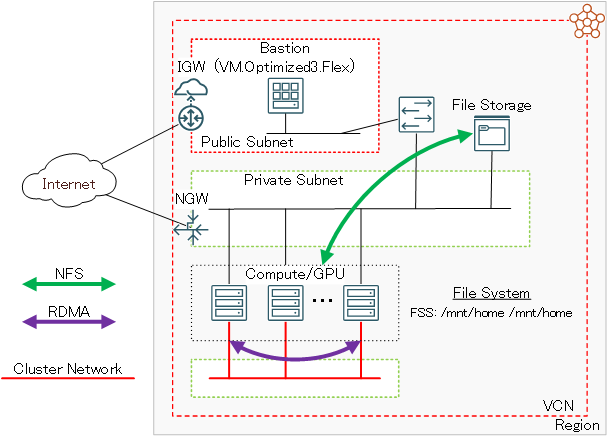 Bastion
IGW (VM.Optimized3.Flex)
File Storage
Public Subnet
Internet
Private Subnet
NGW
NFS
Compute/GPU
...
File System
RDMA
FSS: /mnt/home /mnt/home
Cluster Network
VCN
Region